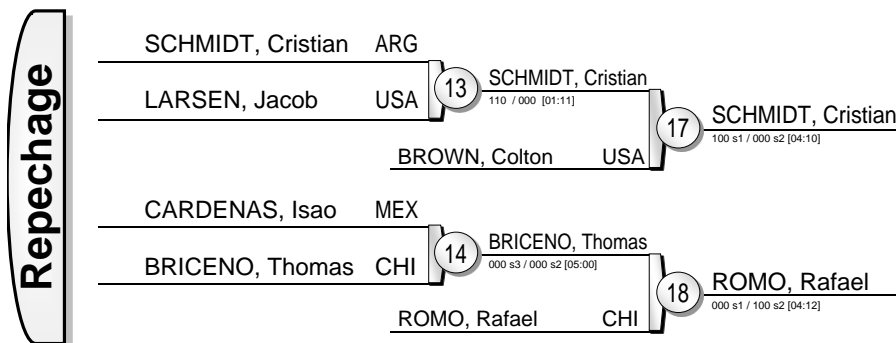 Repechage
SCHMIDT, Cristian ARG
LARSEN, Jacob USA
13
SCHMIDT, Cristian
110 / 000 [01:11]
BROWN, Colton USA
17
SCHMIDT, Cristian
100 s1 / 000 s2 [04:10]
CARDENAS, Isao MEX
BRICENO, Thomas CHI
14
BRICENO, Thomas
000 s3 / 000 s2 [05:00]
ROMO, Rafael CHI
18
ROMO, Rafael
000 s1 / 100 s2 [04:12]